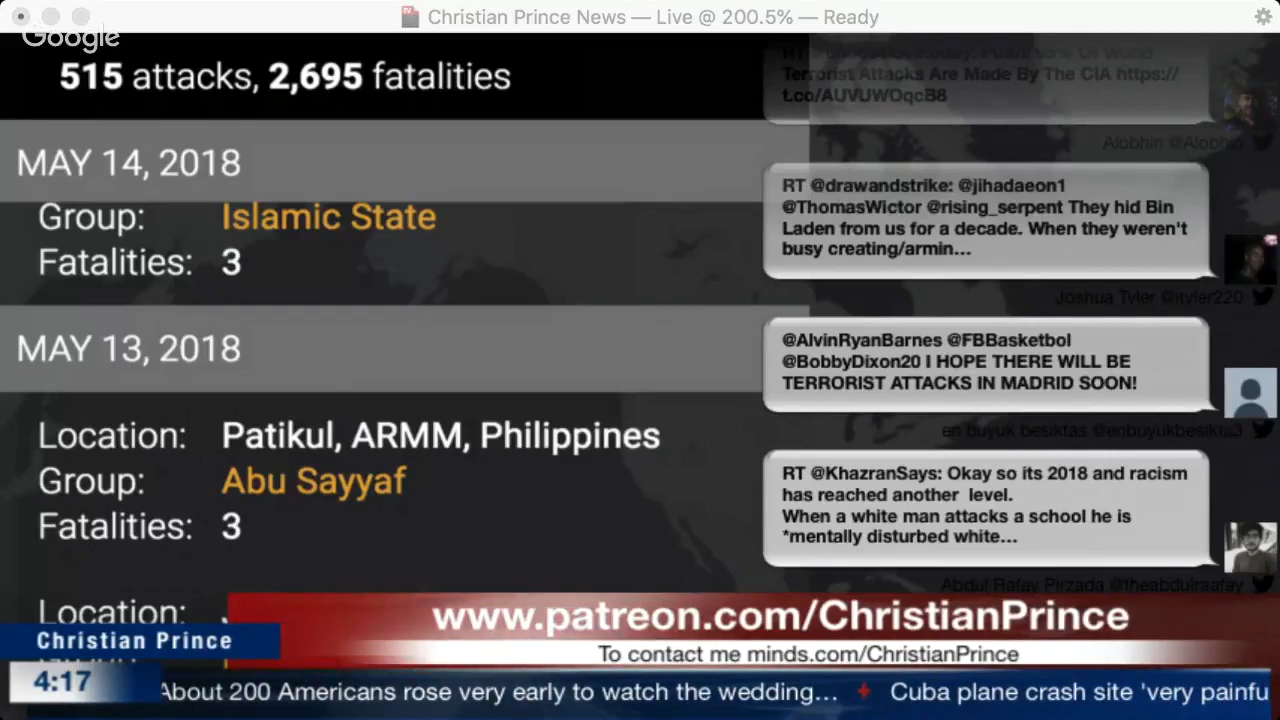 Christian Prince News — Live @ 200.5% — Ready
Google
515 attacks, 2,695 fatalities
MAY 14, 2018
Group: Islamic State
Fatalities: 3
MAY 13, 2018
Location: Patikul, ARMM, Philippines
Group: Abu Sayyaf
Fatalities: 3
Location:
Of World
Terrorist Attacks Are Made By The CIA https://
t.co/AUVUWOqcB8
Alobhin
RT @drawandstrike: @jihadaeon1
@ThomasWictor @rising_serpent They hid Bin
Laden from us for a decade. When they weren't
busy creating/armin...
Joshua Tyler @ityler220
@AlvinRyanBarnes @FBBasketbol
@BobbyDixon20 I HOPE THERE WILL BE
TERRORIST ATTACKS IN MADRID SOON!
en buyuk besiktas @enbuyukbesikta3
RT @KhazranSays: Okay so its 2018 and racism
has reached another level.
When a white man attacks a school he is
*mentally disturbed white...
Abdul Rafay Pirzada @theabdulraafay
www.patreon.com/ChristianPrince
To contact me minds.com/ChristianPrince
Christian Prince
4:17
About 200 Americans rose very early to watch the wedding... Cuba plane crash site 'very painfu